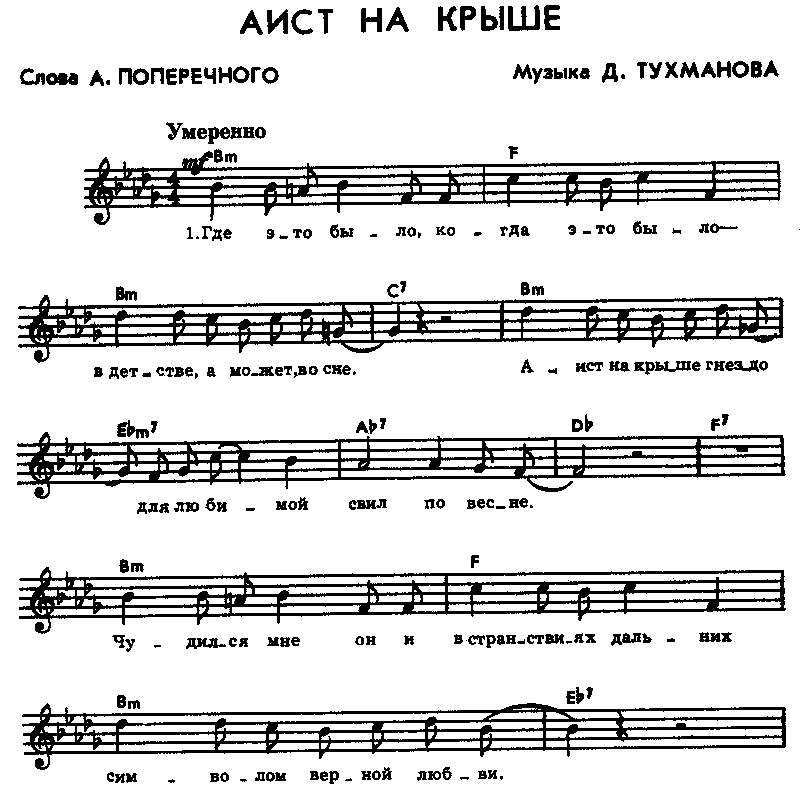 АИСТ НА КРЫШЕ
Слова А. ПОПЕРЕЧНОГО Музыка Д. ТУХМАНОВА
Умеренно
mf Bm F
4/4
1.Где э-то бы-ло, ко-гда э-то бы-ло—
Bm C7 Bm
в дет-стве, а мо-жет,во сне. А-ист на кры-ше гнез-до
E♭m7 A♭7 D♭ F7
для лю би-мой свил по вес-не.
Bm F
Чу-дил-ся мне он и в стран-стви-ях даль-них
Bm E♭7
сим-во-лом вер-ной люб-ви.